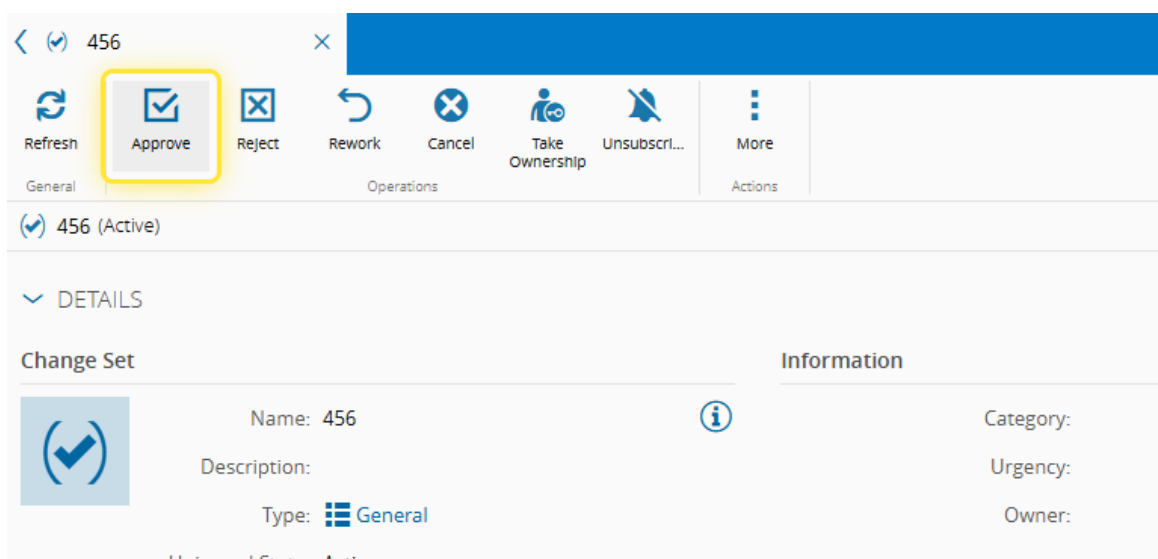 456
Refresh
Approve
Reject
Rework
Cancel
Take
Ownership
Unsubscri...
More
General
Operations
Actions
456 (Active)
DETAILS
Change Set
Information
Name: 456
Category:
Description:
Urgency:
Type: General
Owner: